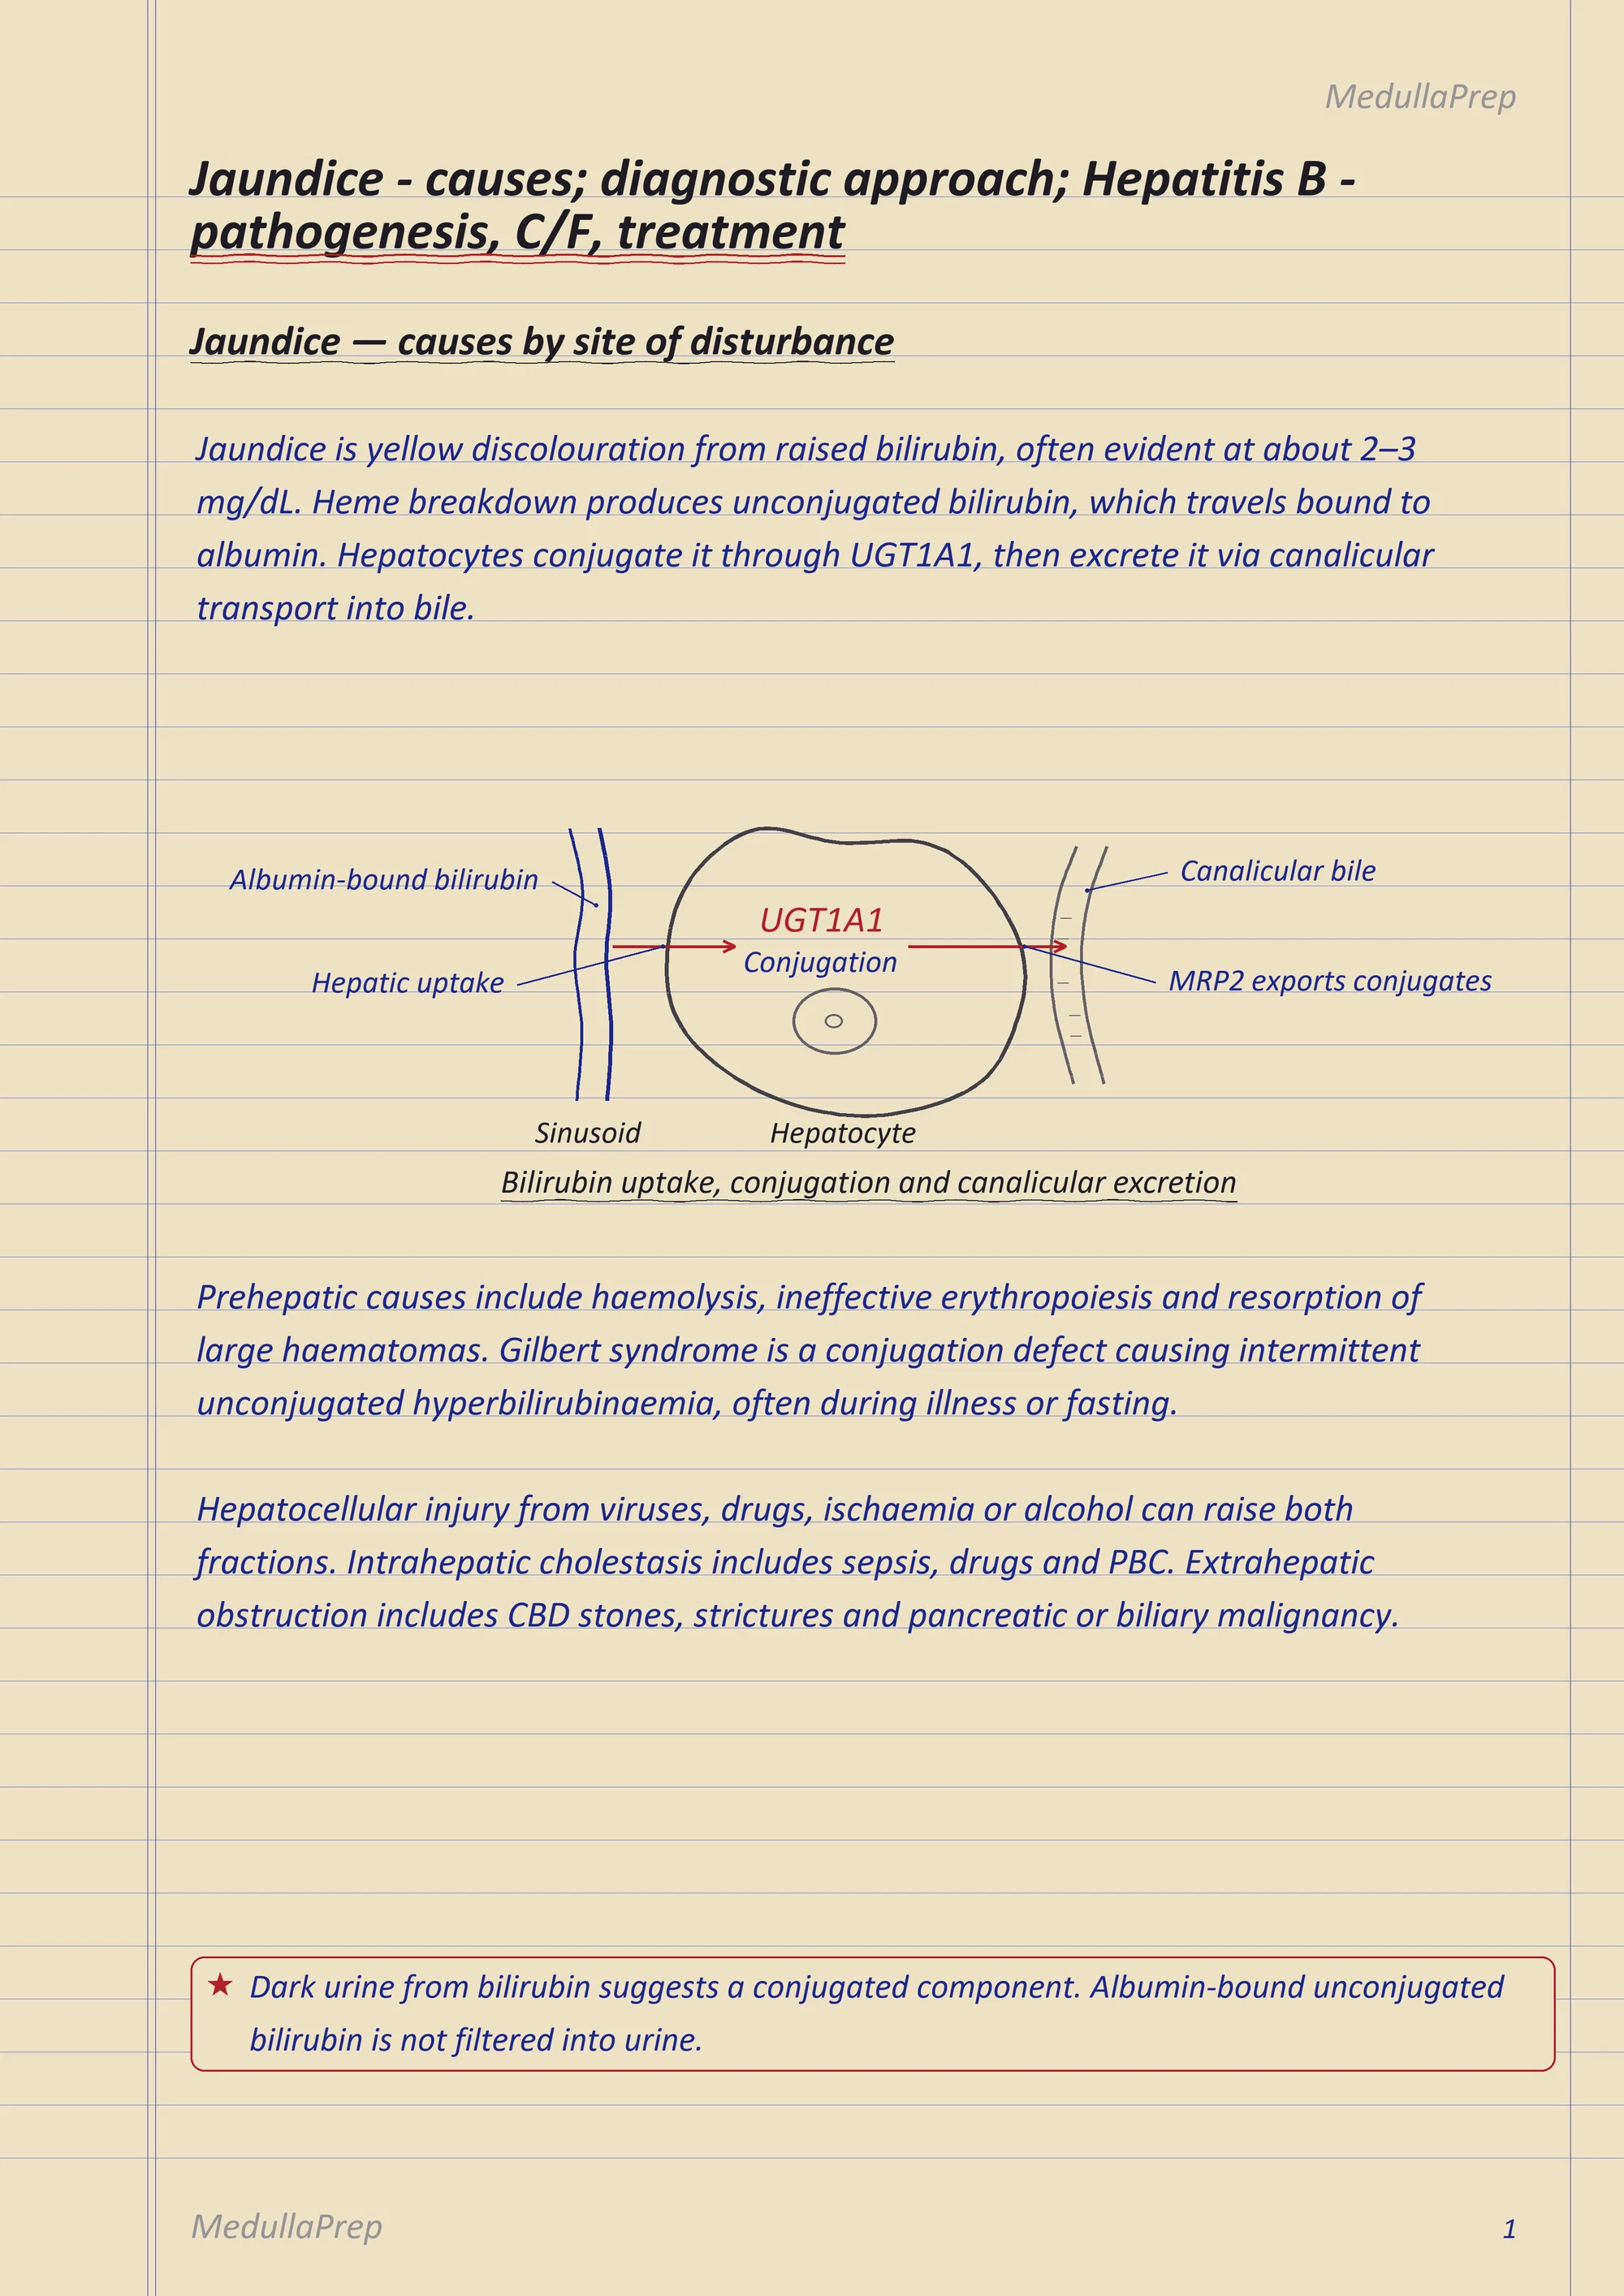 MedullaPrep
Jaundice - causes; diagnostic approach; Hepatitis B -
pathogenesis, C/F, treatment
Jaundice — causes by site of disturbance
Jaundice is yellow discolouration from raised bilirubin, often evident at about 2–3
mg/dL. Heme breakdown produces unconjugated bilirubin, which travels bound to
albumin. Hepatocytes conjugate it through UGT1A1, then excrete it via canalicular
transport into bile.
Albumin-bound bilirubin
Canalicular bile
UGT1A1
Conjugation
Hepatic uptake
MRP2 exports conjugates
Sinusoid
Hepatocyte
Bilirubin uptake, conjugation and canalicular excretion
Prehepatic causes include haemolysis, ineffective erythropoiesis and resorption of
large haematomas. Gilbert syndrome is a conjugation defect causing intermittent
unconjugated hyperbilirubinaemia, often during illness or fasting.
Hepatocellular injury from viruses, drugs, ischaemia or alcohol can raise both
fractions. Intrahepatic cholestasis includes sepsis, drugs and PBC. Extrahepatic
obstruction includes CBD stones, strictures and pancreatic or biliary malignancy.
★ Dark urine from bilirubin suggests a conjugated component. Albumin-bound unconjugated
bilirubin is not filtered into urine.
MedullaPrep
1